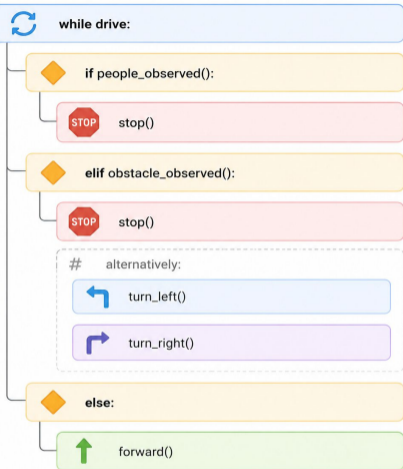 while drive:
if people_observed():
STOP stop()
elif obstacle_observed():
STOP stop()
# alternatively:
turn_left()
turn_right()
else:
forward()